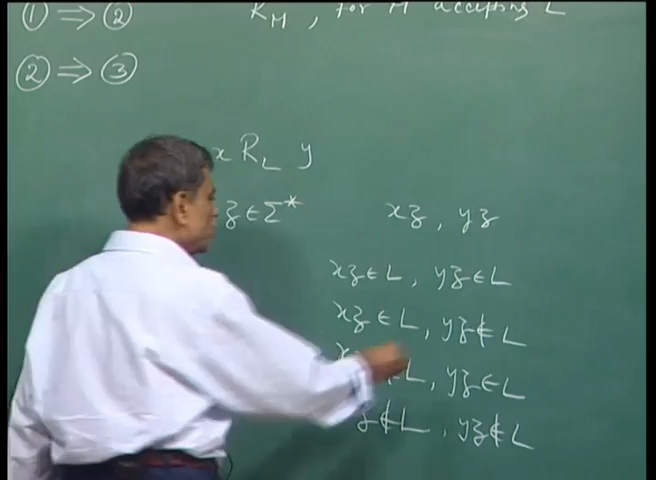 ① ⇒ ② R_M, for M accepting L
② ⇒ ③
x R_L y
z ∈ Σ* xz, yz
xz ∈ L, yz ∈ L
xz ∈ L, yz ∉ L
L, yz ∈ L
z ∉ L, yz ∉ L